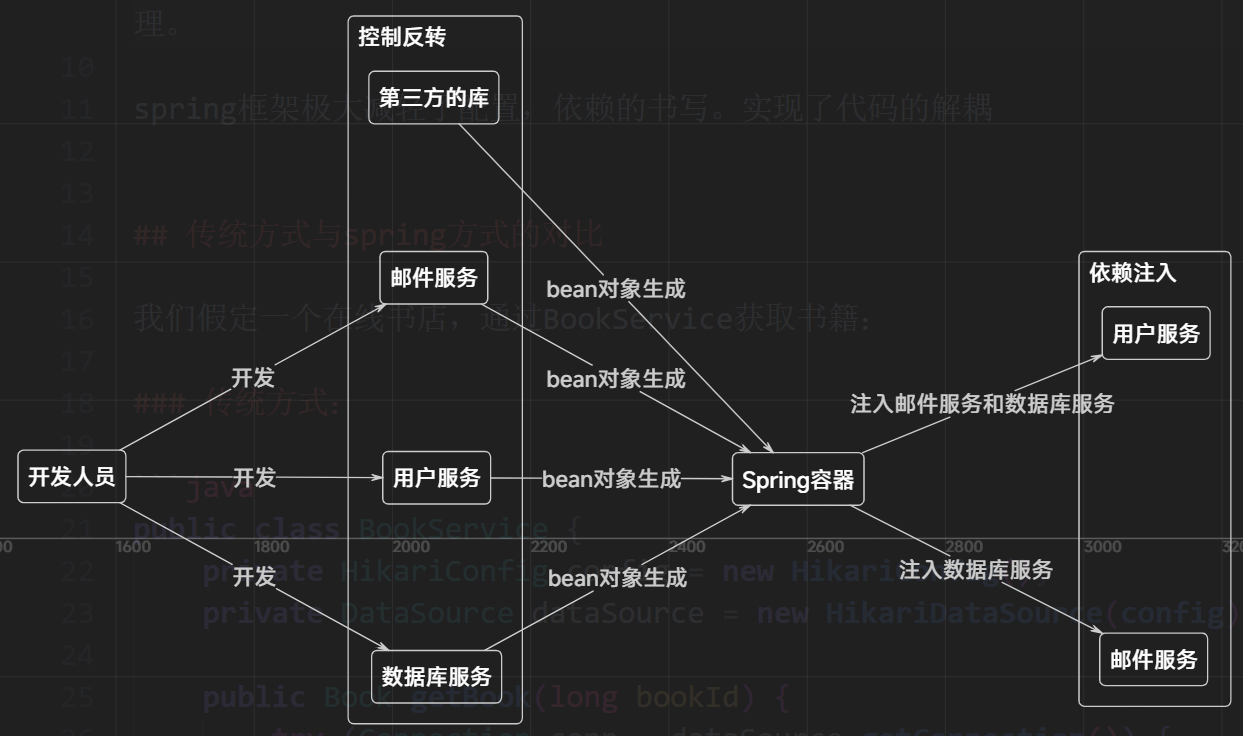 理。
控制反转
10
第三方的库
11 spring框架极大减轻了配置，依赖的书写。实现了代码的解耦
12
13
14 ## 传统方式与spring方式的对比
15
邮件服务
依赖注入
bean对象生成
16 我们假定一个在线书店，通过BookService获取书籍：
用户服务
17
开发
bean对象生成
18 ### 传统方式：
注入邮件服务和数据库服务
19
开发人员
开发
用户服务
bean对象生成
Spring容器
20 java
21 public class BookService {
1600 1800 2000 2200 2400 2600 2800 3000
22 private HikariConfig config = new Hikari
开发
bean对象生成
注入数据库服务
23 private DataSource dataSource = new HikariDataSource(config)
24
邮件服务
数据库服务
25 public Book getBook(long bookId) {